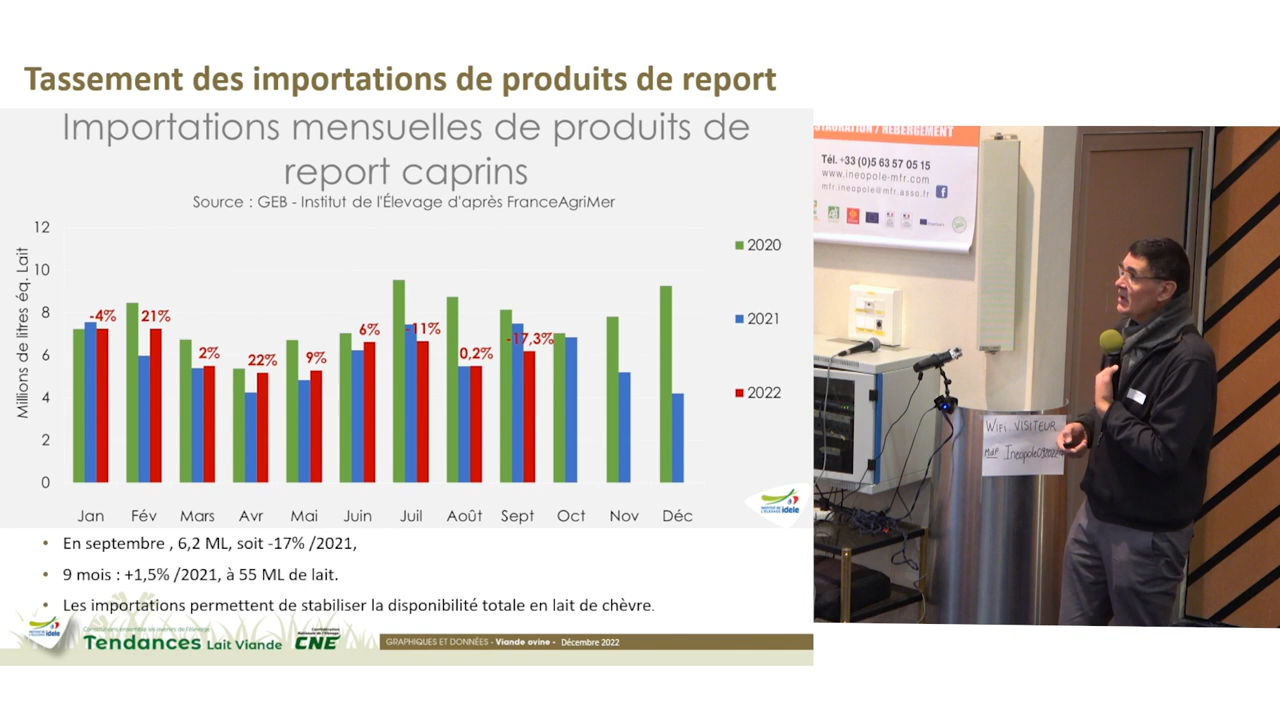 Tassement des importations de produits de report
Importations mensuelles de produits de
report caprins
Source : GEB - Institut de l'Élevage d'après FranceAgriMer
Millions de litres éq. Lait
12
10
8
6
4
2
0
-4%
21%
2%
22%
9%
6%
-11%
0,2%
-17,3%
Jan Fév Mars Avr Mai Juin Juil Août Sept Oct Nov Déc
2020
2021
2022
idele
• En septembre , 6,2 ML, soit -17% /2021,
• 9 mois : +1,5% /2021, à 55 ML de lait.
• Les importations permettent de stabiliser la disponibilité totale en lait de chèvre.
idele
Tendances Lait Viande
CNE
GRAPHIQUES ET DONNÉES - Viande ovine - Décembre 2022
/ HÉBERGEMENT
Tél. +33 (0)5 63 57 05 15
www.ineopole-mfr.com
mfr.ineopole@mfr.asso.fr
WiFi VISITEUR
MdP